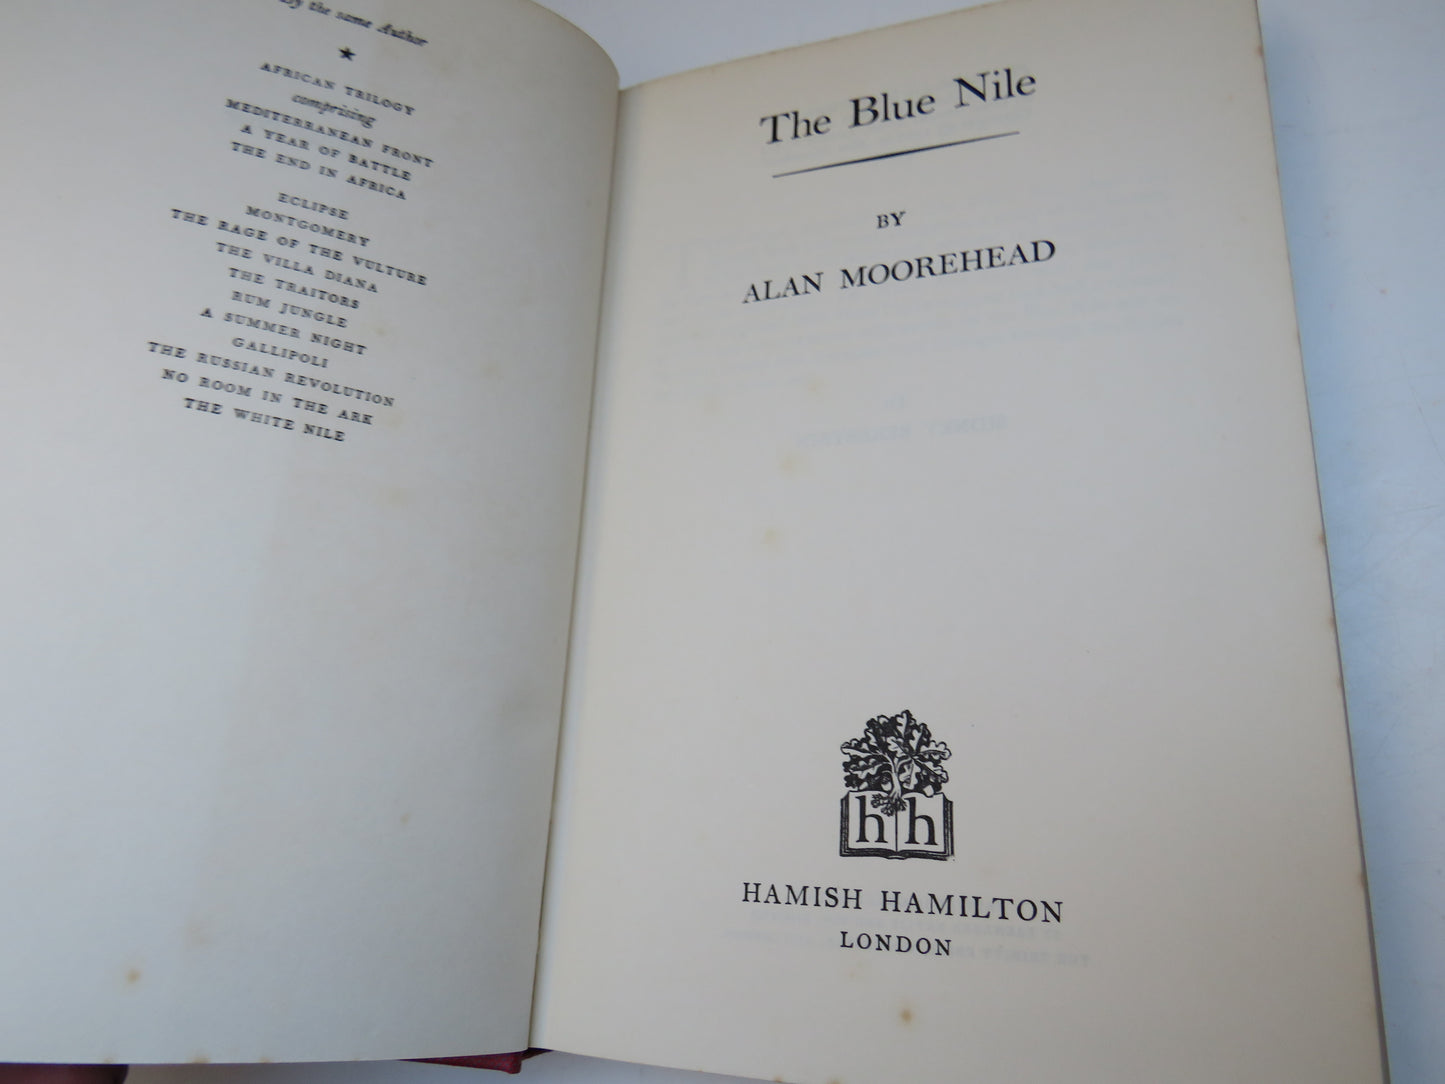 By the same Author
AFRICAN TRILOGY
comprising
MEDITERRANEAN FRONT
A YEAR OF BATTLE
THE END IN AFRICA
ECLIPSE
MONTGOMERY
THE RAGE OF THE VULTURE
THE VILLA DIANA
THE TRAITORS
RUM JUNGLE
A SUMMER NIGHT
GALLIPOLI
THE RUSSIAN REVOLUTION
NO ROOM IN THE ARK
THE WHITE NILE
The Blue Nile
BY
ALAN MOOREHEAD
hh
HAMISH HAMILTON
LONDON